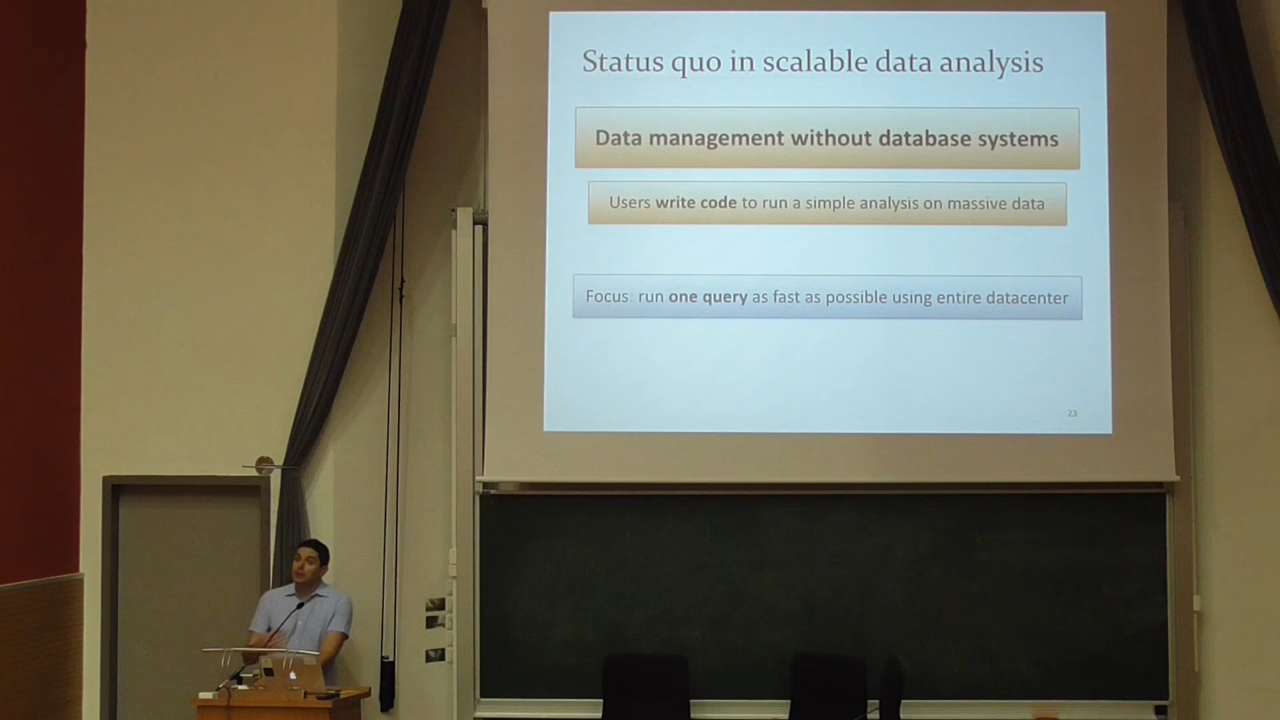 Status quo in scalable data analysis
Data management without database systems
Users write code to run a simple analysis on massive data
Focus: run one query as fast as possible using entire datacenter
23